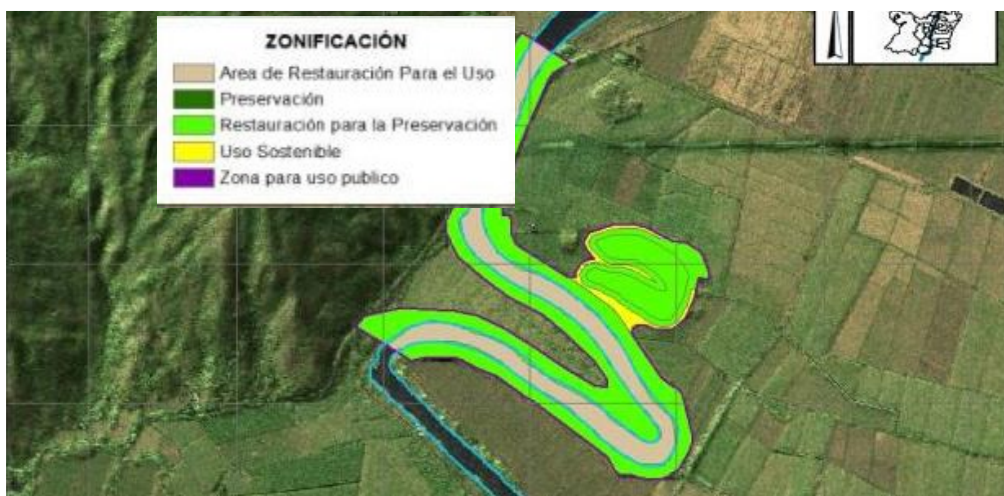 ZONIFICACIÓN
Area de Restauración Para el Uso
Preservación
Restauración para la Preservación
Uso Sostenible
Zona para uso publico